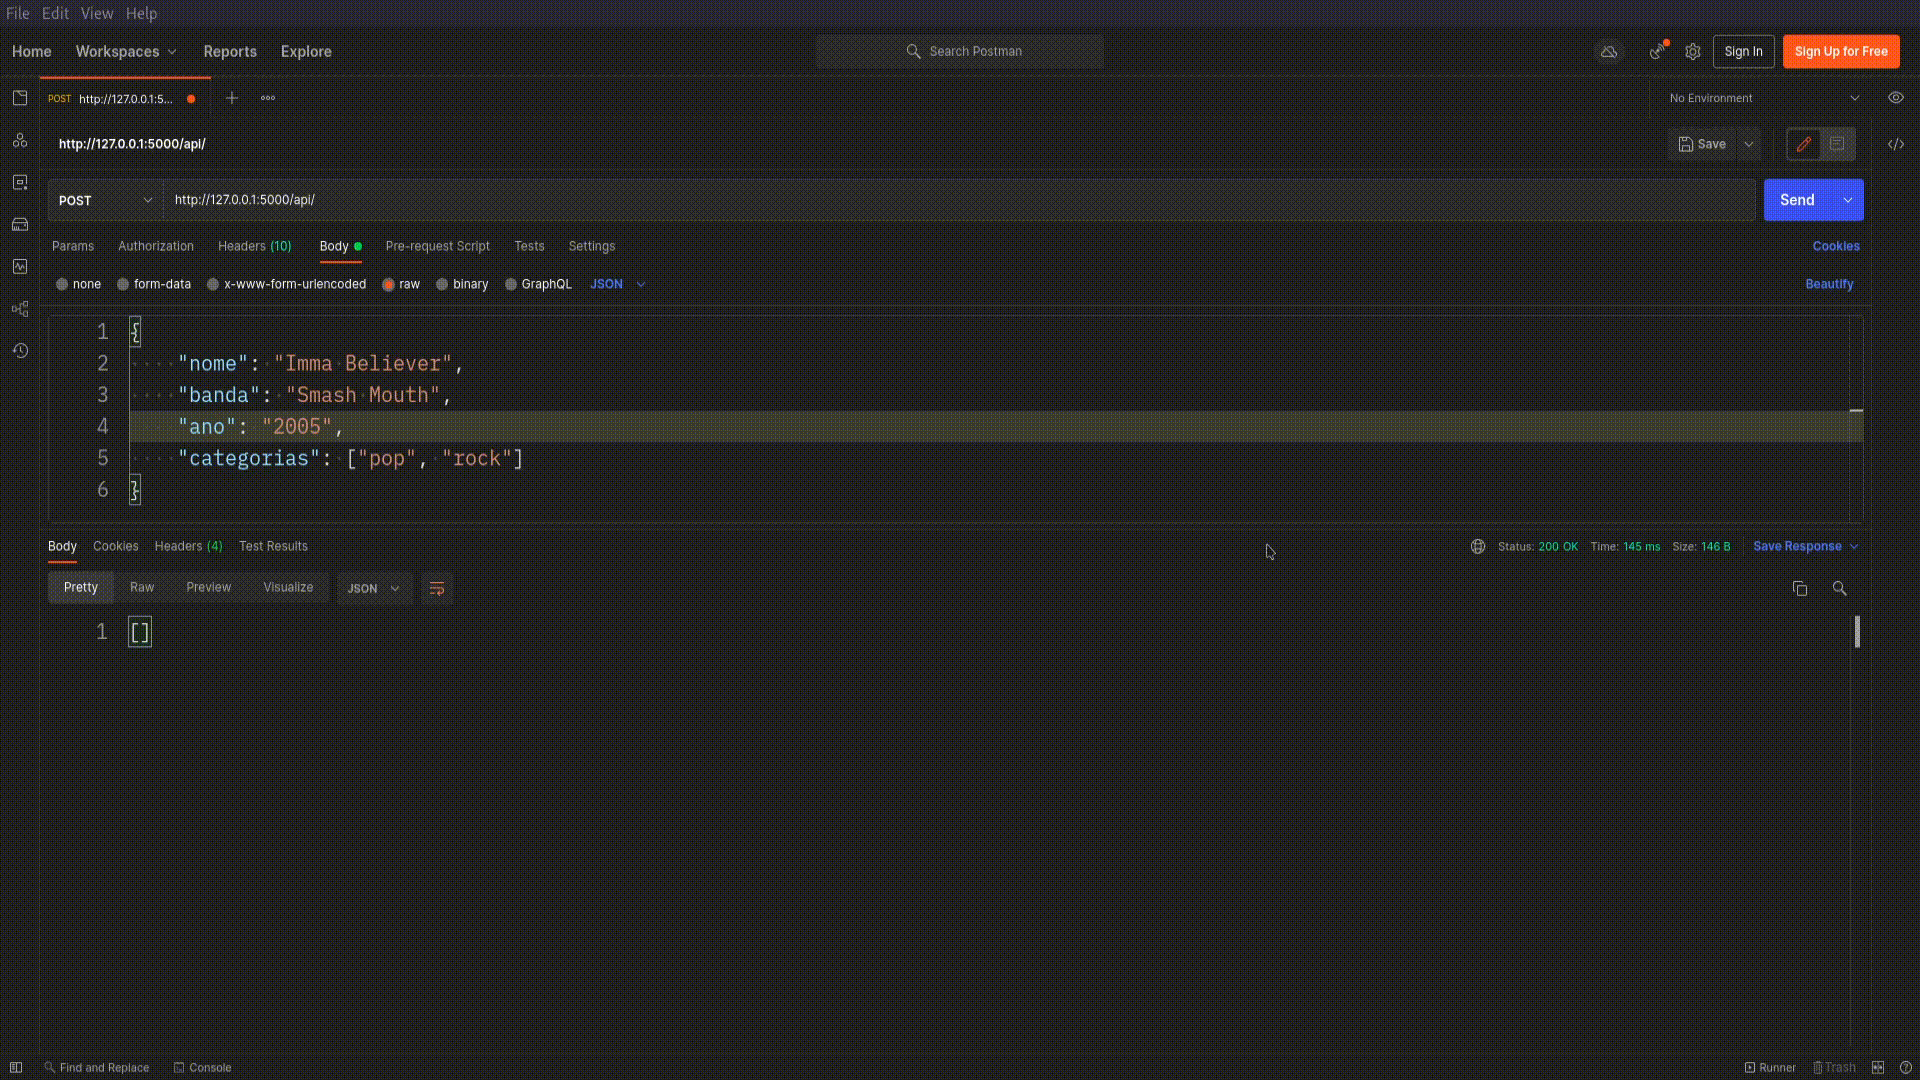 File Edit View Help
Home Workspaces Reports Explore Search Postman Sign In Sign Up for Free
POST http://127.0.0.1:5... No Environment
http://127.0.0.1:5000/api/ Save
POST http://127.0.0.1:5000/api/ Send
Params Authorization Headers (10) Body Pre-request Script Tests Settings Cookies
none form-data x-www-form-urlencoded raw binary GraphQL JSON Beautify
1 {
2 "nome": "Imma Believer",
3 "banda": "Smash Mouth",
4 "ano": "2005",
5 "categorias": ["pop", "rock"]
6 }
Body Cookies Headers (4) Test Results Status: 200 OK Time: 145 ms Size: 146 B Save Response
Pretty Raw Preview Visualize JSON
1 []
Find and Replace Console Runner Trash